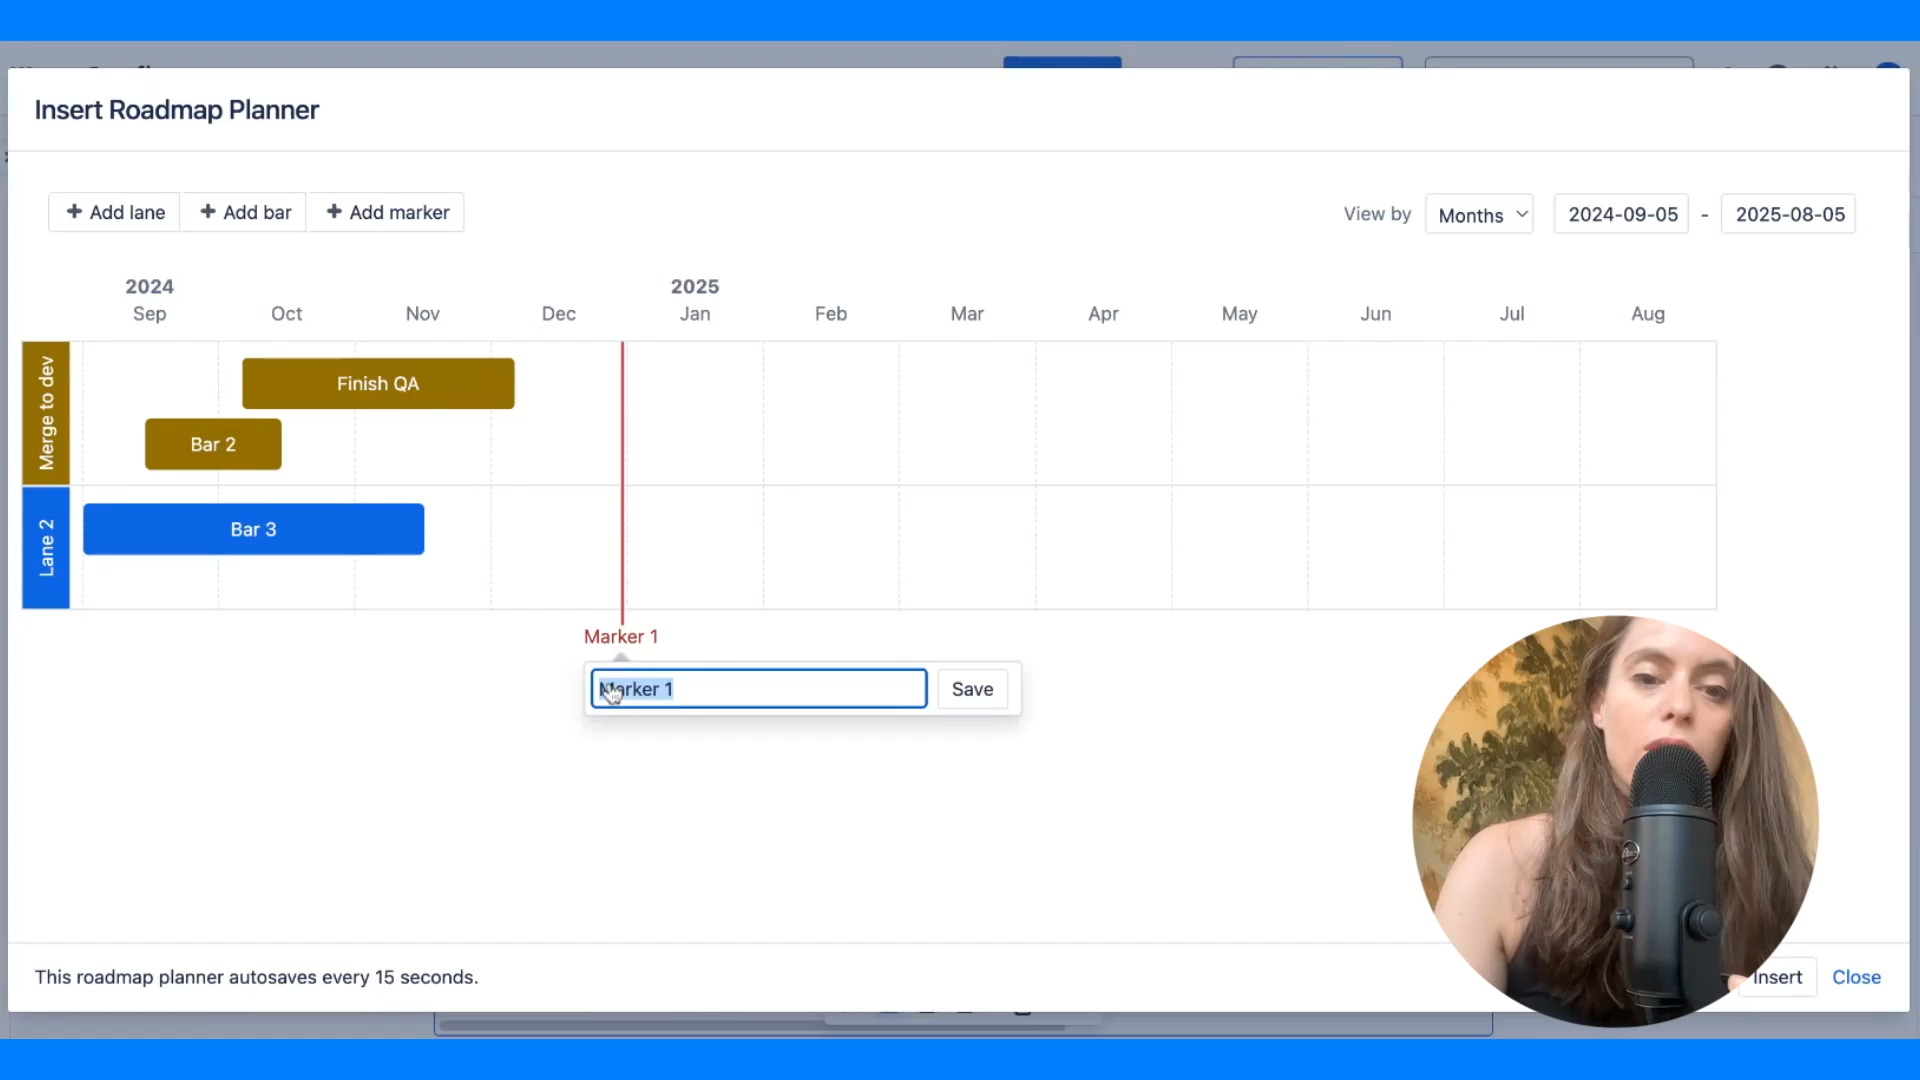 Insert Roadmap Planner
+ Add lane + Add bar + Add marker
View by Months 2024-09-05 - 2025-08-05
2024 2025
Sep Oct Nov Dec Jan Feb Mar Apr May Jun Jul Aug
Merge to dev
Finish QA
Bar 2
Lane 2
Bar 3
Marker 1
Marker 1 Save
This roadmap planner autosaves every 15 seconds.
Insert Close